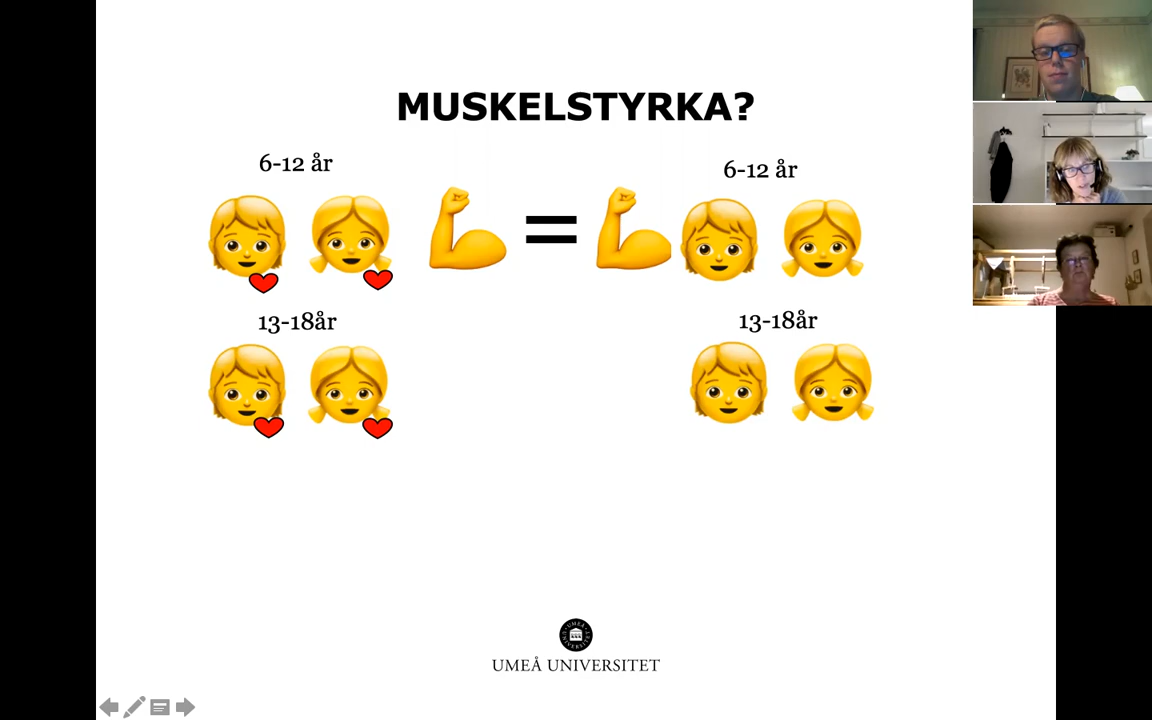 MUSKELSTYRKA?
6-12 år
6-12 år
13-18år
13-18år
UMEÅ UNIVERSITET